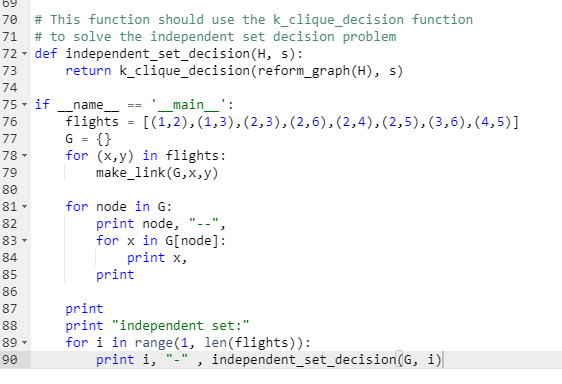 69
70 # This function should use the k_clique_decision function
71 # to solve the independent set decision problem
72 def independent_set_decision(H, s):
73     return k_clique_decision(reform_graph(H), s)
74
75 if __name__ == '__main__':
76     flights = [(1,2),(1,3),(2,3),(2,6),(2,4),(2,5),(3,6),(4,5)]
77     G = {}
78     for (x,y) in flights:
79         make_link(G,x,y)
80
81     for node in G:
82         print node, "--",
83         for x in G[node]:
84             print x,
85         print
86
87     print
88     print "independent set:"
89     for i in range(1, len(flights)):
90         print i, "-" , independent_set_decision(G, i)